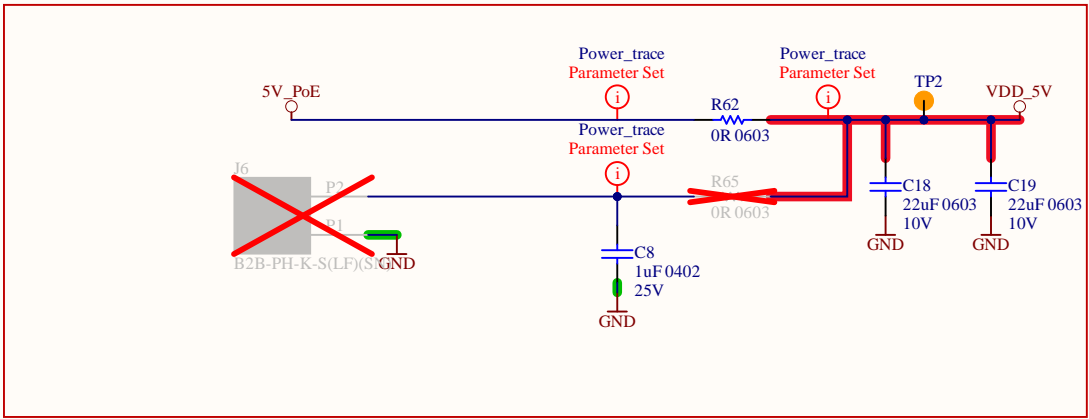 Power_trace
Parameter Set
i
Power_trace
Parameter Set
i
TP2
5V_PoE
R62
0R 0603
VDD_5V
Power_trace
Parameter Set
i
J6
P2
P1
GND
B2B-PH-K-S(LF)(SN)
R65
0R 0603
C8
1uF 0402
25V
GND
C18
22uF 0603
10V
GND
C19
22uF 0603
10V
GND